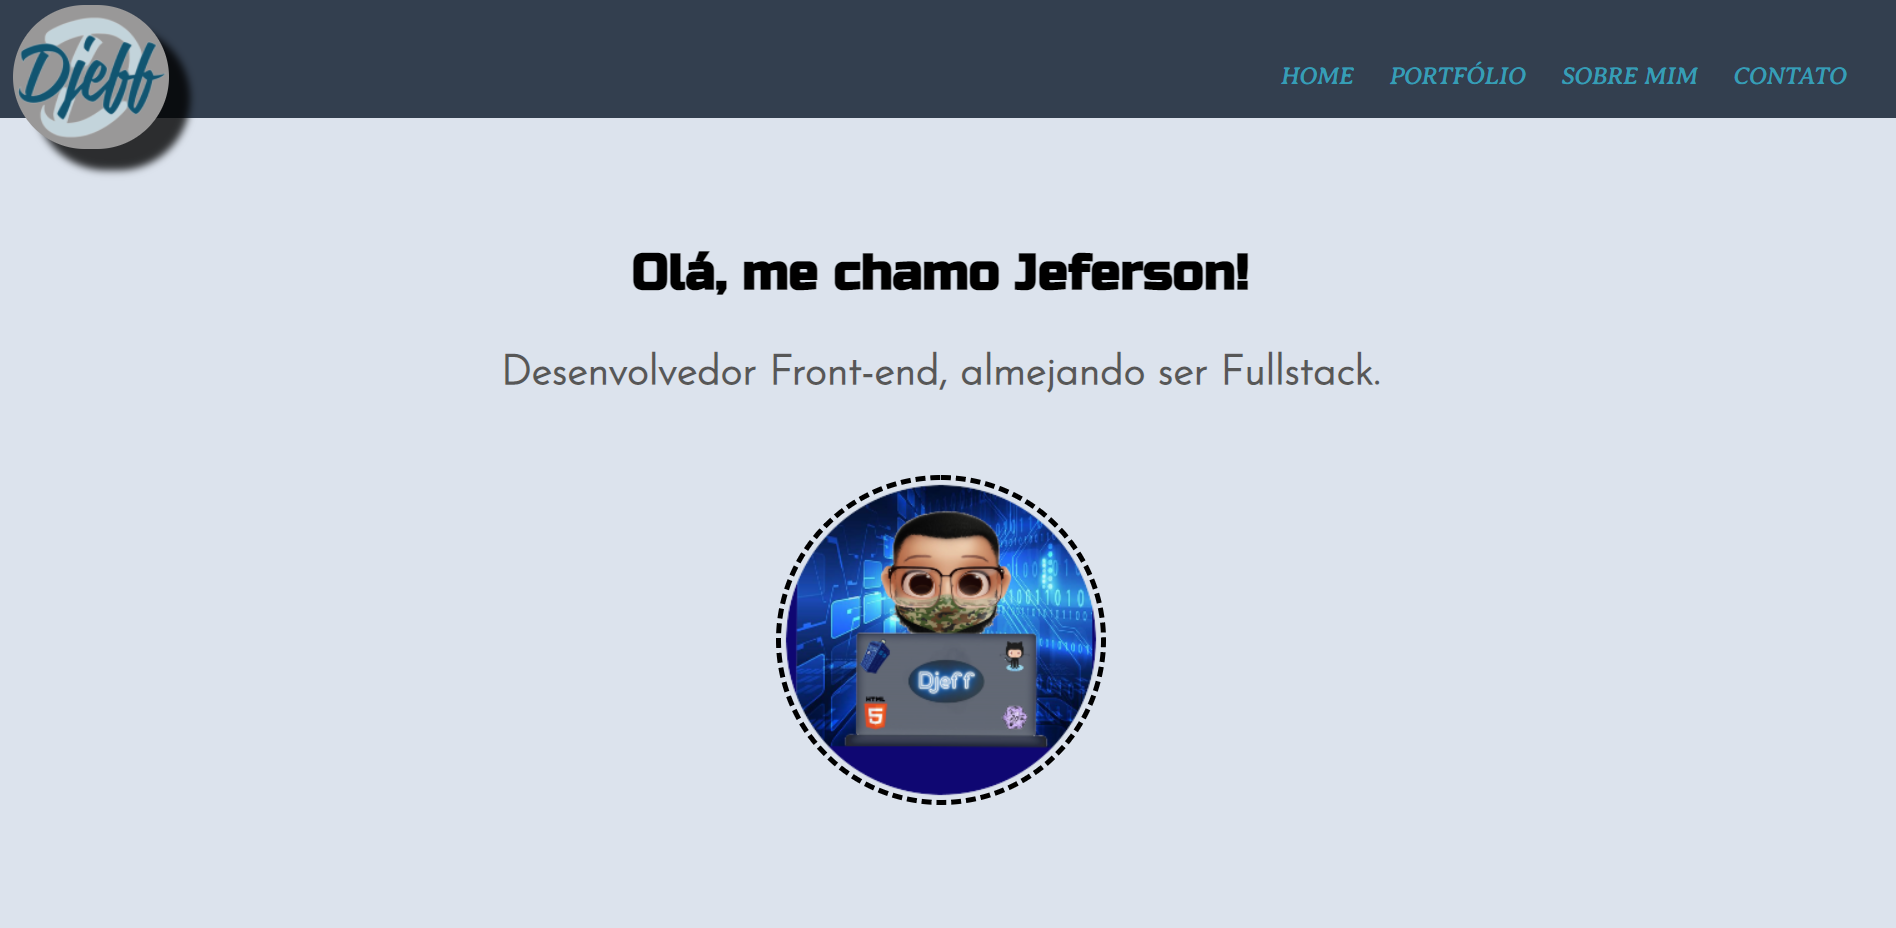 Djeff
HOME PORTFÓLIO SOBRE MIM CONTATO
Olá, me chamo Jeferson!
Desenvolvedor Front-end, almejando ser Fullstack.
10011010
Djeff
HTML
5